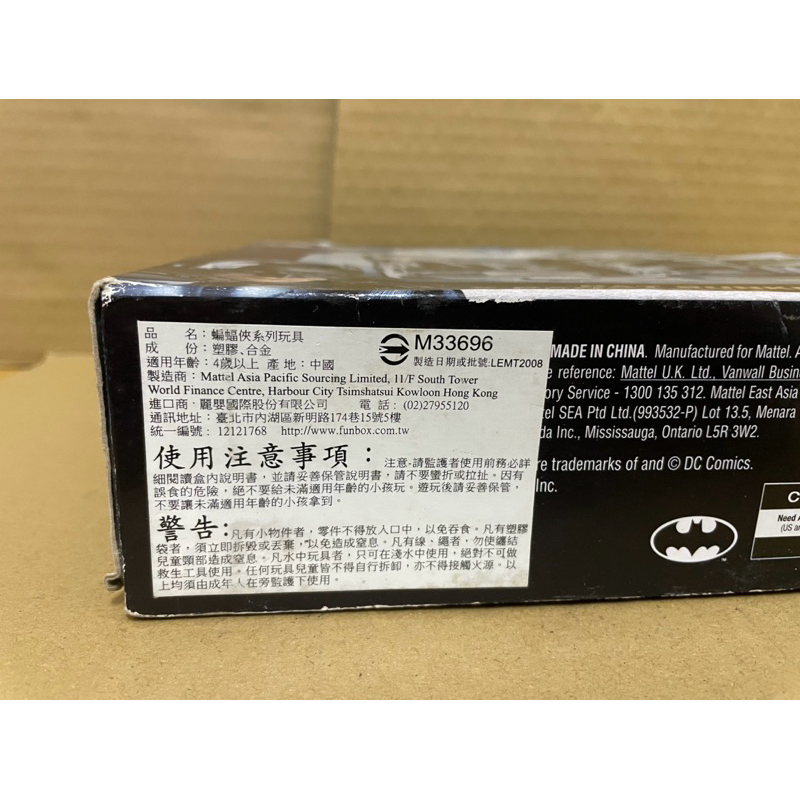 品 名：蝙蝠俠系列玩具
成 份：塑膠、合金
適用年齡：4歲以上 產 地：中國
M33696
製造日期或批號:LEMT2008
製造商：Mattel Asia Pacific Sourcing Limited, 11/F South Tower
World Finance Centre, Harbour City Tsimshatsui Kowloon Hong Kong
進口商：麗嬰國際股份有限公司 電 話：(02)27955120
通訊地址：臺北市內湖區新明路174巷15號5樓
統一編號： 12121768 http://www.funbox.com.tw
使用注意事項：注意-請監護者使用前務必詳
細閱讀盒內說明書，並請妥善保管說明書，請不要彎折或拉扯。因有
誤食的危險，絕不要給未滿適用年齡的小孩玩。遊玩後請妥善保管，
不要讓未滿適用年齡的小孩拿到。
警告:凡有小物件者，零件不得放入口中，以免吞食。凡有塑膠
袋者，須立即拆毀或丟棄，以免造成窒息。凡有線、繩者，勿使纏結
兒童頸部造成窒息。凡水中玩具者，只可在淺水中使用，絕對不可做
救生工具使用。任何玩具兒童皆不得自行拆卸，亦不得接觸火源。以
上均須由成年人在旁監護下使用。
MADE IN CHINA. Manufactured for Mattel. A
e reference: Mattel U.K. Ltd., Vanwall Busin
ory Service - 1300 135 312. Mattel East Asia
tel SEA Ptd Ltd.(993532-P) Lot 13.5, Menara
da Inc., Mississauga, Ontario L5R 3W2.
re trademarks of and © DC Comics.
Inc.
Need A
(US an